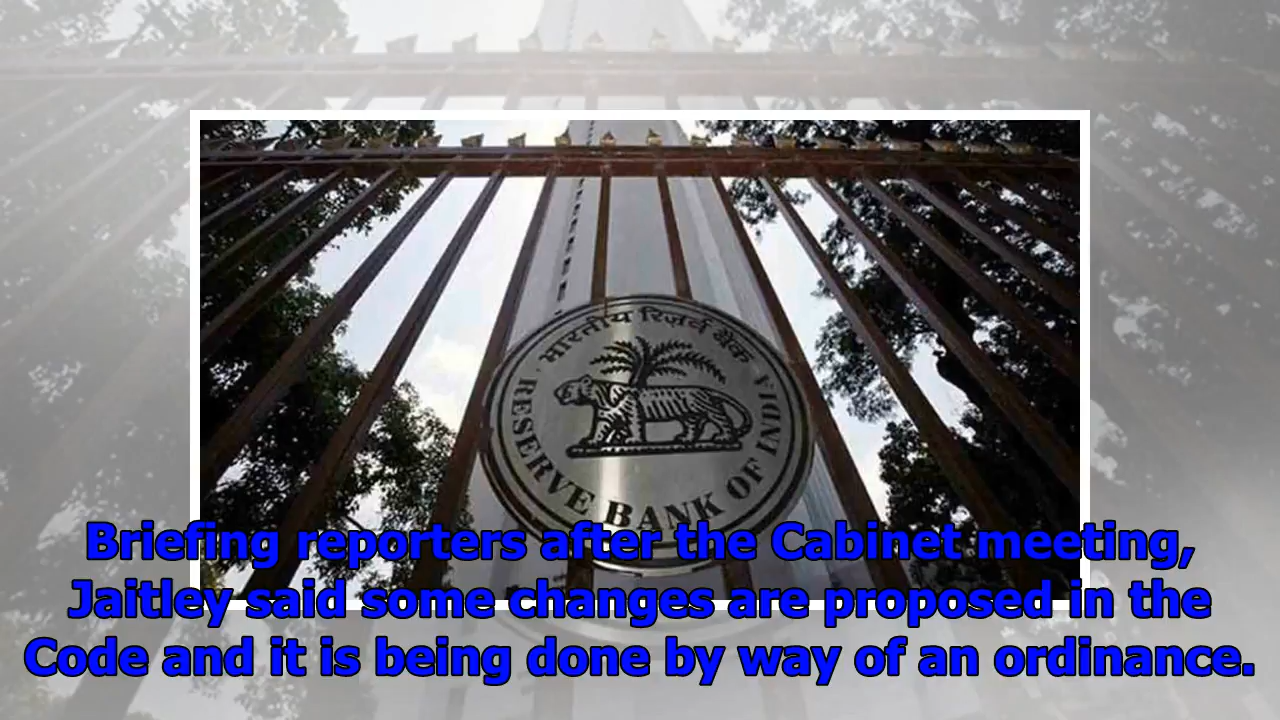 भारतीय रिज़र्व बैंक
RESERVE BANK OF INDIA
Briefing reporters after the Cabinet meeting,
Jaitley said some changes are proposed in the
Code and it is being done by way of an ordinance.